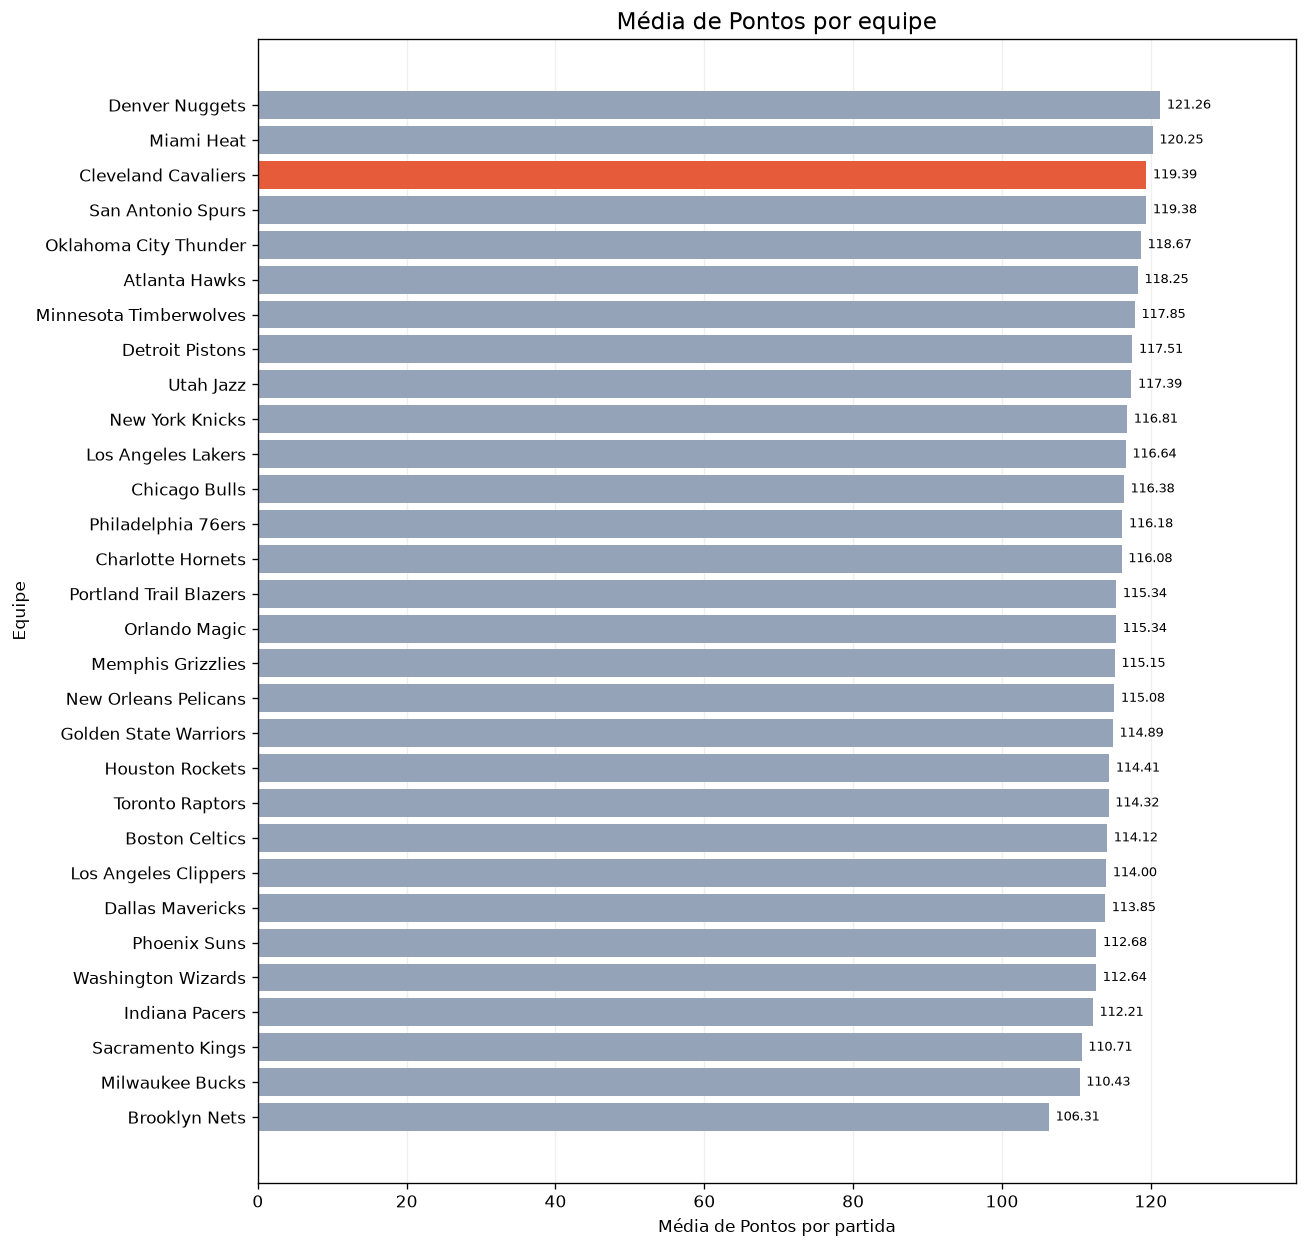 Média de Pontos por equipe
Denver Nuggets 121.26
Miami Heat 120.25
Cleveland Cavaliers 119.39
San Antonio Spurs 119.38
Oklahoma City Thunder 118.67
Atlanta Hawks 118.25
Minnesota Timberwolves 117.85
Detroit Pistons 117.51
Utah Jazz 117.39
New York Knicks 116.81
Los Angeles Lakers 116.64
Chicago Bulls 116.38
Philadelphia 76ers 116.18
Charlotte Hornets 116.08
Portland Trail Blazers 115.34
Orlando Magic 115.34
Memphis Grizzlies 115.15
New Orleans Pelicans 115.08
Golden State Warriors 114.89
Houston Rockets 114.41
Toronto Raptors 114.32
Boston Celtics 114.12
Los Angeles Clippers 114.00
Dallas Mavericks 113.85
Phoenix Suns 112.68
Washington Wizards 112.64
Indiana Pacers 112.21
Sacramento Kings 110.71
Milwaukee Bucks 110.43
Brooklyn Nets 106.31
Equipe
0 20 40 60 80 100 120
Média de Pontos por partida